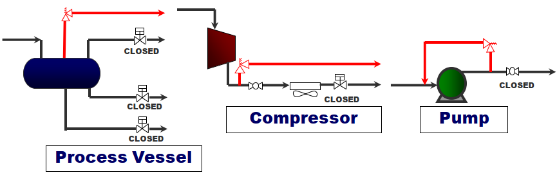 CLOSED
CLOSED
CLOSED
Process Vessel
CLOSED
Compressor
CLOSED
Pump